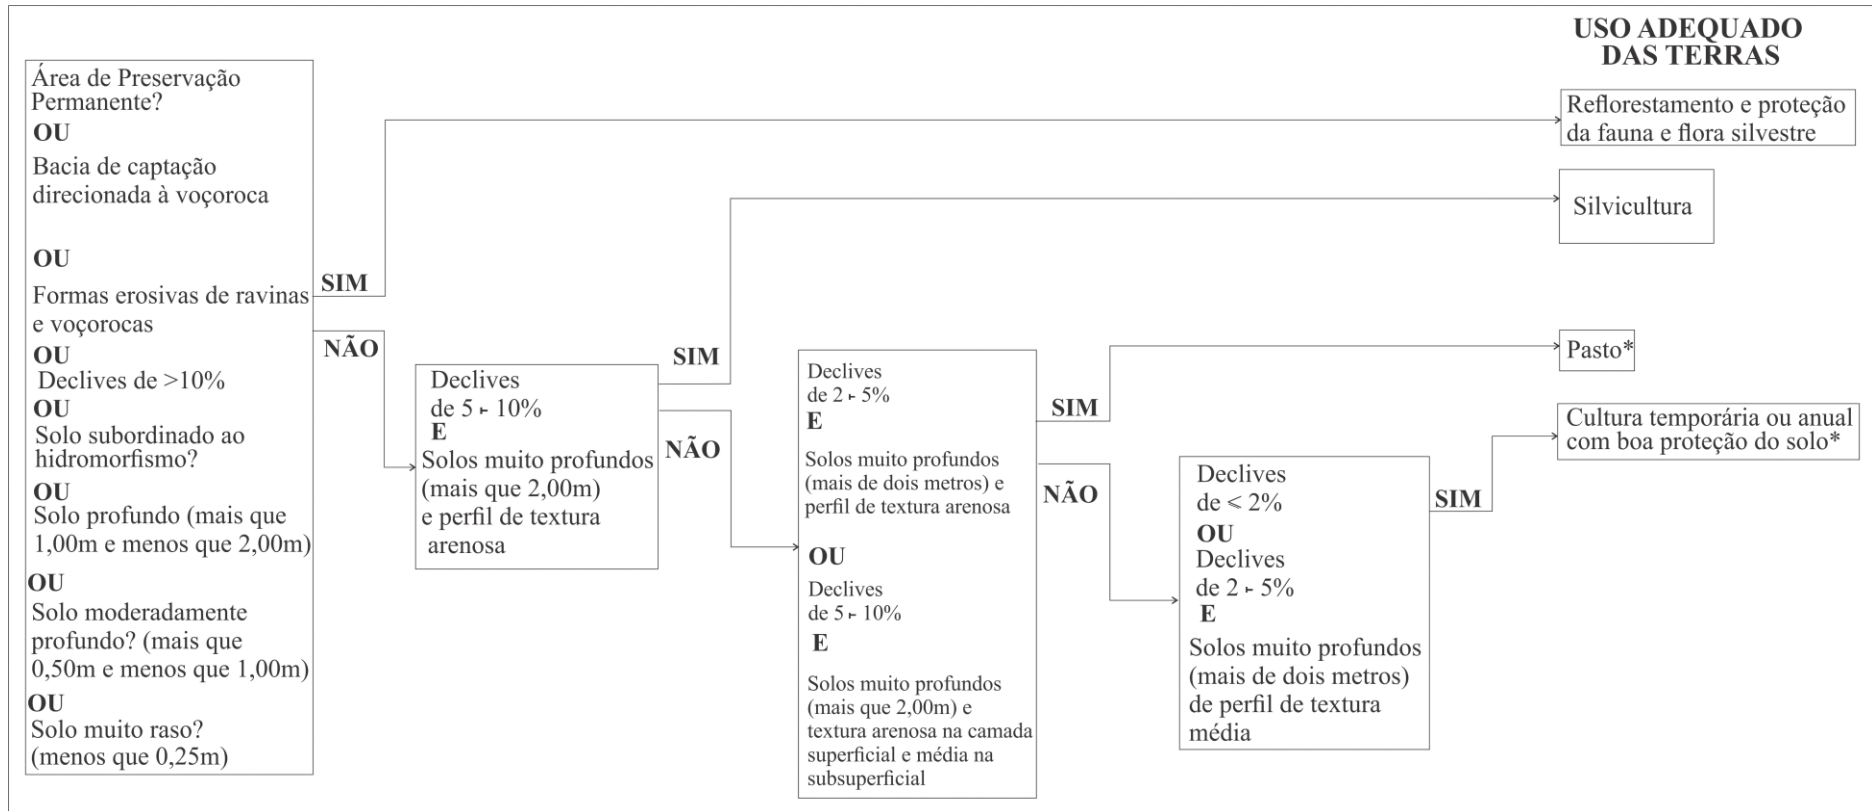 USO ADEQUADO
DAS TERRAS
Área de Preservação
Permanente?
OU
Bacia de captação
direcionada à voçoroca
OU
Formas erosivas de ravinas
e voçorocas
OU
Declives de >10%
OU
Solo subordinado ao
hidromorfismo?
OU
Solo profundo (mais que
1,00m e menos que 2,00m)
OU
Solo moderadamente
profundo? (mais que
0,50m e menos que 1,00m)
OU
Solo muito raso?
(menos que 0,25m)
SIM
NÃO
Reflorestamento e proteção
da fauna e flora silvestre
Declives
de 5 ⊢ 10%
E
Solos muito profundos
(mais que 2,00m)
e perfil de textura
arenosa
SIM
NÃO
Silvicultura
Declives
de 2 ⊢ 5%
E
Solos muito profundos
(mais de dois metros) e
perfil de textura arenosa
OU
Declives
de 5 ⊢ 10%
E
Solos muito profundos
(mais que 2,00m) e
textura arenosa na camada
superficial e média na
subsuperficial
SIM
NÃO
Pasto*
Declives
de < 2%
OU
Declives
de 2 ⊢ 5%
E
Solos muito profundos
(mais de dois metros)
de perfil de textura
média
SIM
Cultura temporária ou anual
com boa proteção do solo*